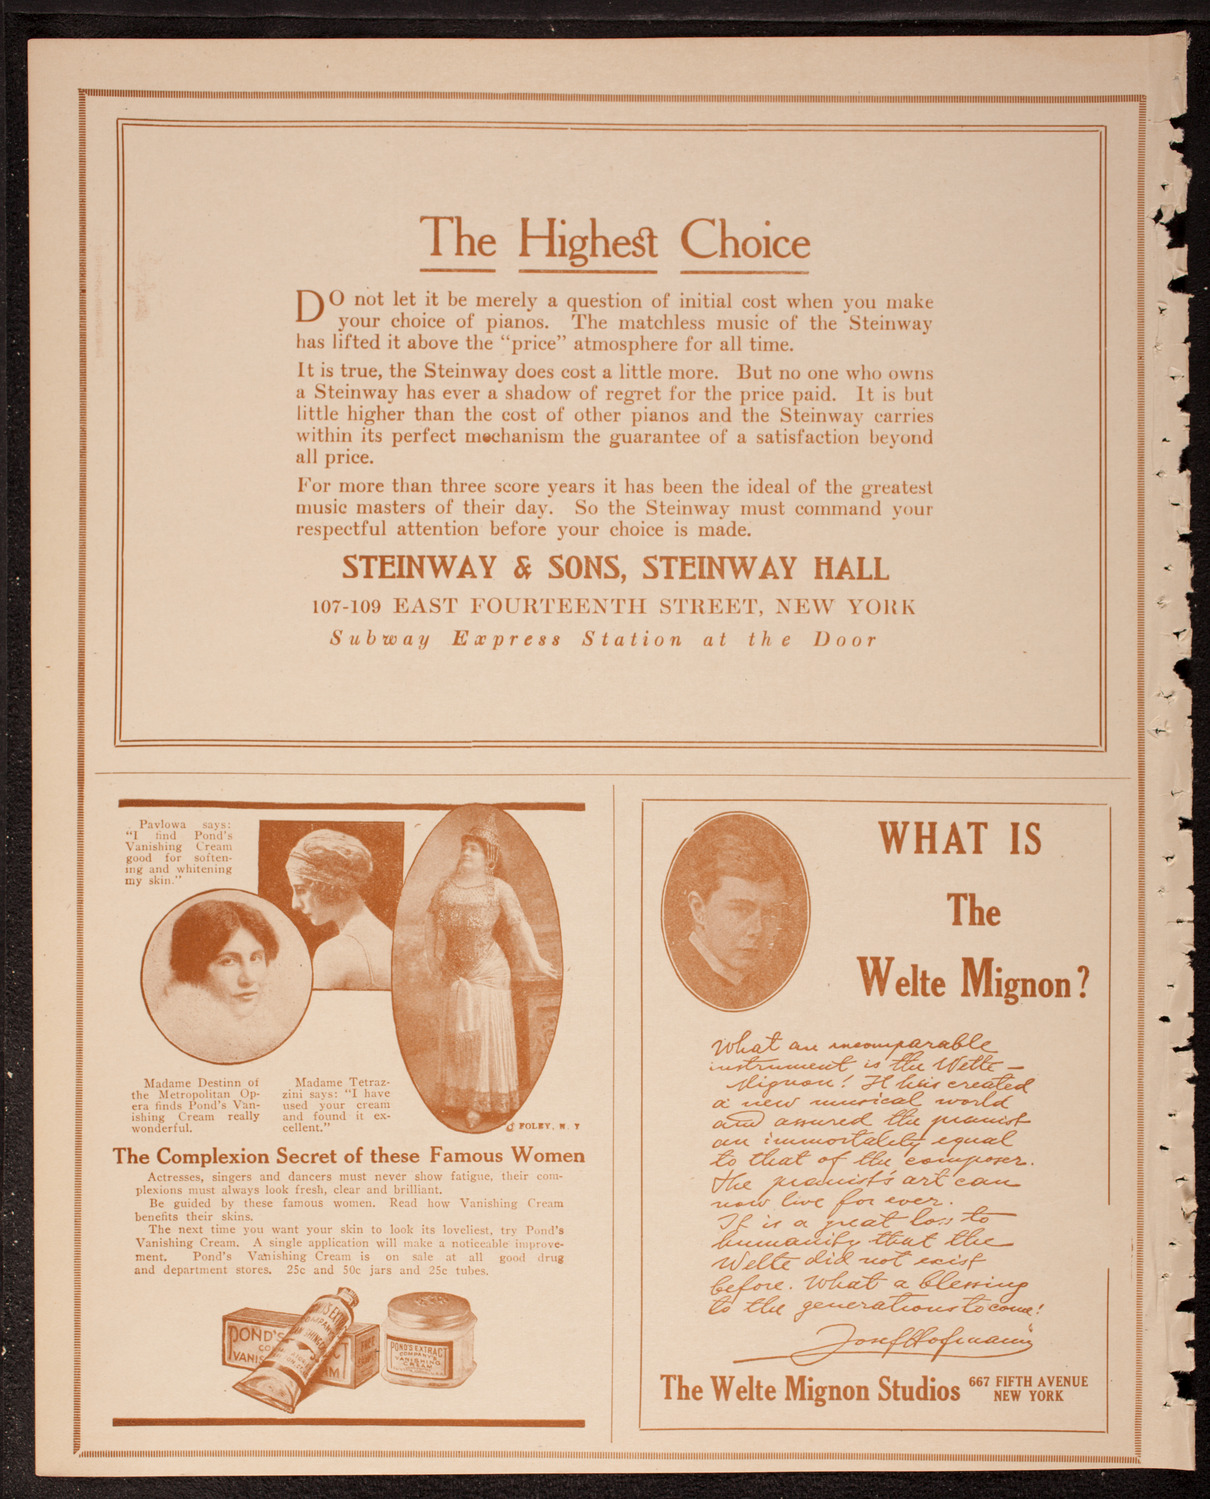 The Highest Choice
DO not let it be merely a question of initial cost when you make
your choice of pianos. The matchless music of the Steinway
has lifted it above the "price" atmosphere for all time.
It is true, the Steinway does cost a little more. But no one who owns
a Steinway has ever a shadow of regret for the price paid. It is but
little higher than the cost of other pianos and the Steinway carries
within its perfect mechanism the guarantee of a satisfaction beyond
all price.
For more than three score years it has been the ideal of the greatest
music masters of their day. So the Steinway must command your
respectful attention before your choice is made.
STEINWAY & SONS, STEINWAY HALL
107-109 EAST FOURTEENTH STREET, NEW YORK
Subway Express Station at the Door
Pavlowa says:
"I find Pond's
Vanishing Cream
good for soften-
ing and whitening
my skin."
Madame Destinn of
the Metropolitan Op-
era finds Pond's Van-
ishing Cream really
wonderful.
Madame Tetraz-
zini says: "I have
used your cream
and found it ex-
cellent."
© FOLEY, N. Y
The Complexion Secret of these Famous Women
Actresses, singers and dancers must never show fatigue, their com-
plexions must always look fresh, clear and brilliant.
Be guided by these famous women. Read how Vanishing Cream
benefits their skins.
The next time you want your skin to look its loveliest, try Pond's
Vanishing Cream. A single application will make a noticeable improve-
ment. Pond's Vanishing Cream is on sale at all good drug
and department stores. 25c and 50c jars and 25c tubes.
POND'S
VANIS
FREE
POND'S EXTRACT
COMPANY'S
VANISHING
CREAM
WHAT IS
The
Welte Mignon?
What an incomparable
instrument is the Welte-
Mignon! It has created
a new musical world
and assured the pianist
an immortality equal
to that of the composer.
The pianist's art can
now live for ever.
It is a great loss to
humanity that the
Welte did not exist
before. What a blessing
to the generations to come!
Josef Hofmann
The Welte Mignon Studios
667 FIFTH AVENUE
NEW YORK